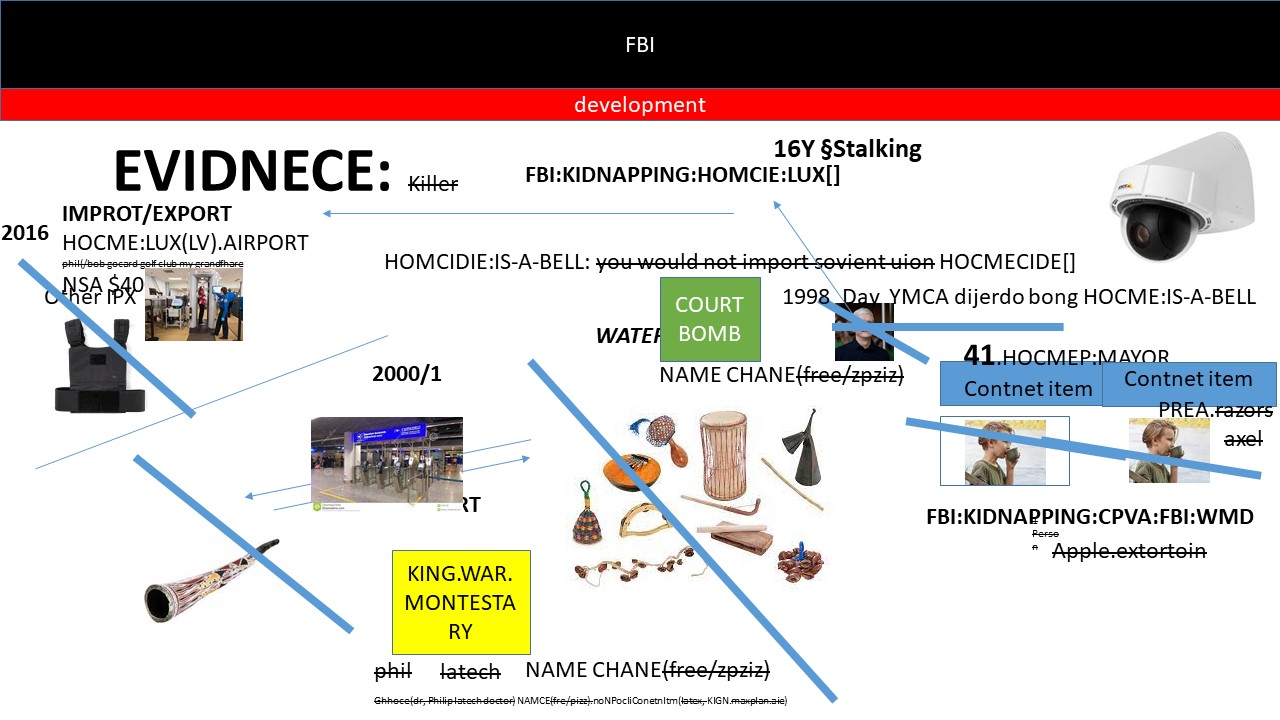 FBI
development
16Y §Stalking
EVIDNECE: Killer
FBI:KIDNAPPING:HOMCIE:LUX[]
IMPROT/EXPORT
2016
HOCME:LUX(LV).AIRPORT
phil(/bob gocard golf club my grandfhare
HOMCIDIE:IS-A-BELL: you would not import sovient uion HOCMECIDE[]
NSA $40
Other IPX
1998 Day YMCA dijerdo bong HOCME:IS-A-BELL
COURT
BOMB
WATER
41.HOCMEP:MAYOR
2000/1
NAME CHANE(free/zpziz)
Contnet item
Contnet item
PREA.razors
axel
RT
FBI:KIDNAPPING:CPVA:FBI:WMD
Perso
n
Apple.extortoin
KING.WAR.
MONTESTA
RY
phil
latech
NAME CHANE(free/zpziz)
Ghhoce(dr, Philip latech doctor) NAMCE(fre/pizz).noNPocliConetnItm(latex, KIGN.maxplan.aie)